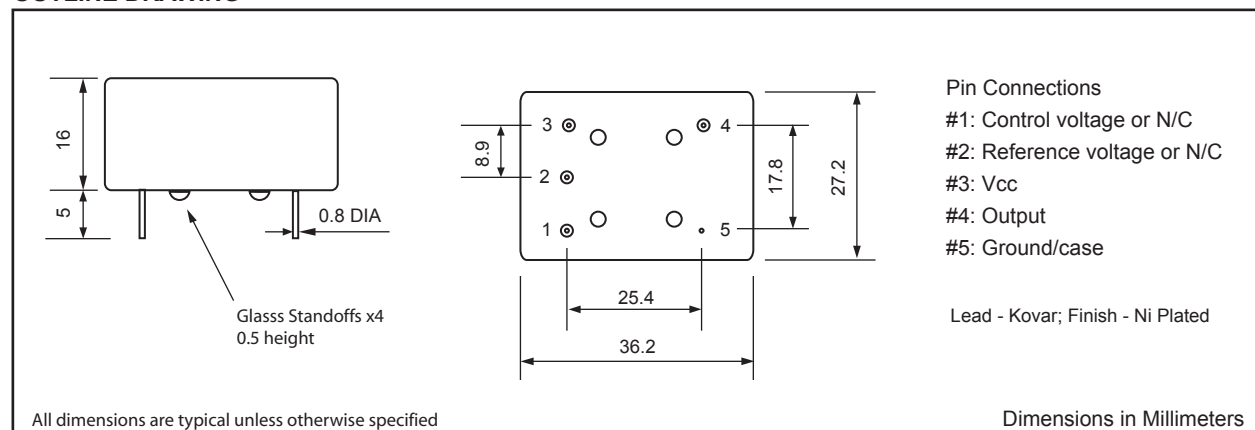 16
5
0.8 DIA
Glasss Standoffs x4
0.5 height
3
4
8.9
2
17.8
27.2
1
5
25.4
36.2
Pin Connections
#1: Control voltage or N/C
#2: Reference voltage or N/C
#3: Vcc
#4: Output
#5: Ground/case
Lead - Kovar; Finish - Ni Plated
All dimensions are typical unless otherwise specified
Dimensions in Millimeters